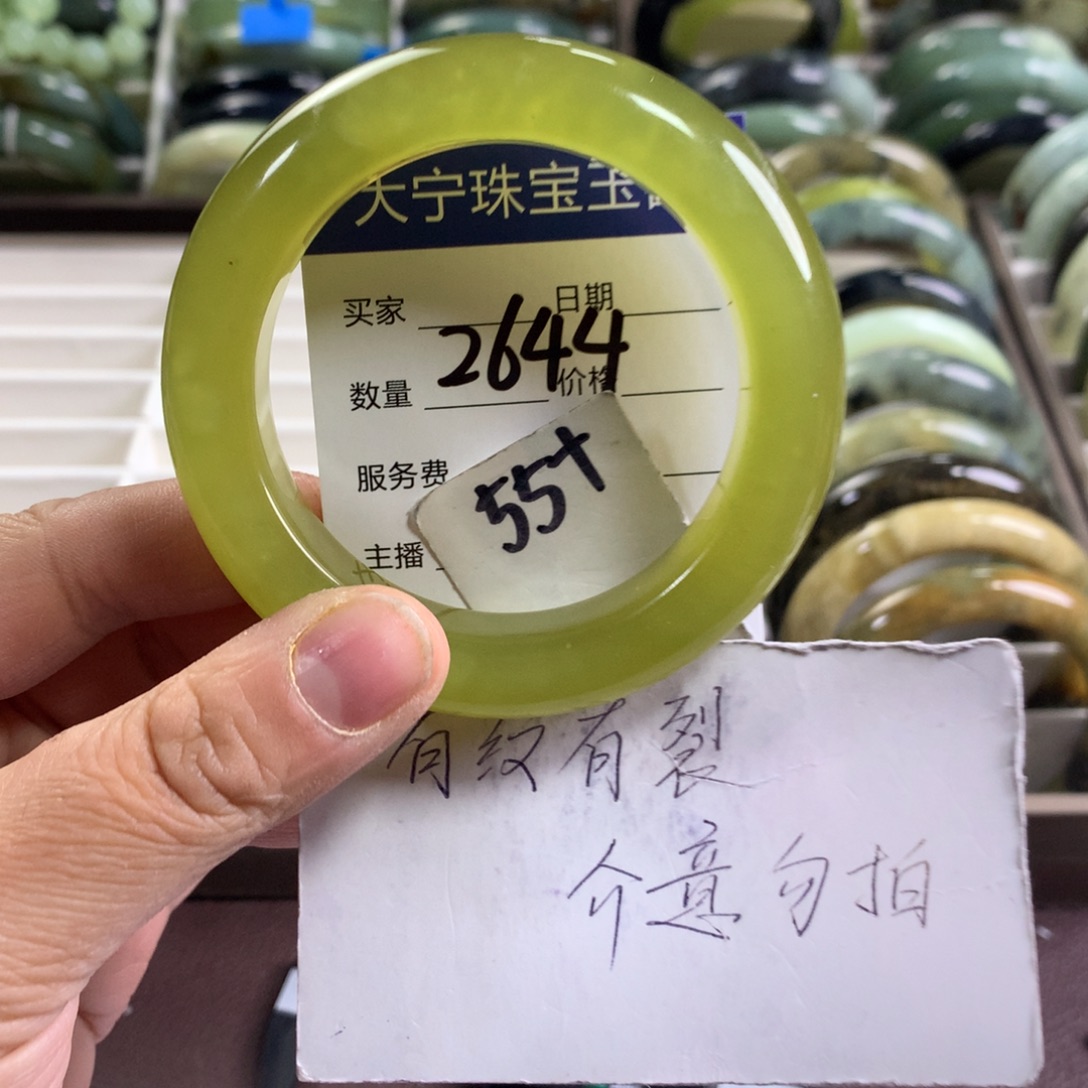 大宁珠宝玉
买家 日期
2644
数量 价格
服务费
55+
主播
有纹有裂
介意勿拍